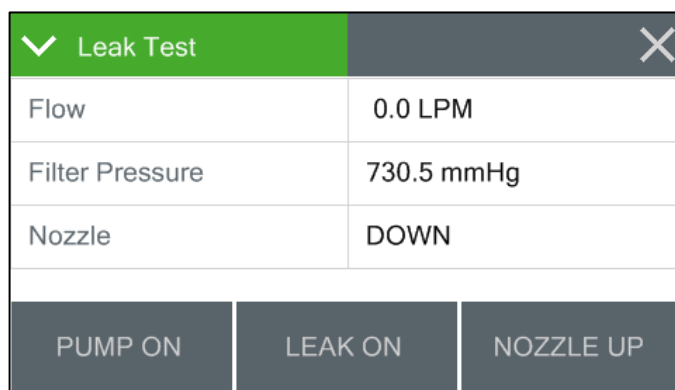 Leak Test
Flow 0.0 LPM
Filter Pressure 730.5 mmHg
Nozzle DOWN
PUMP ON LEAK ON NOZZLE UP